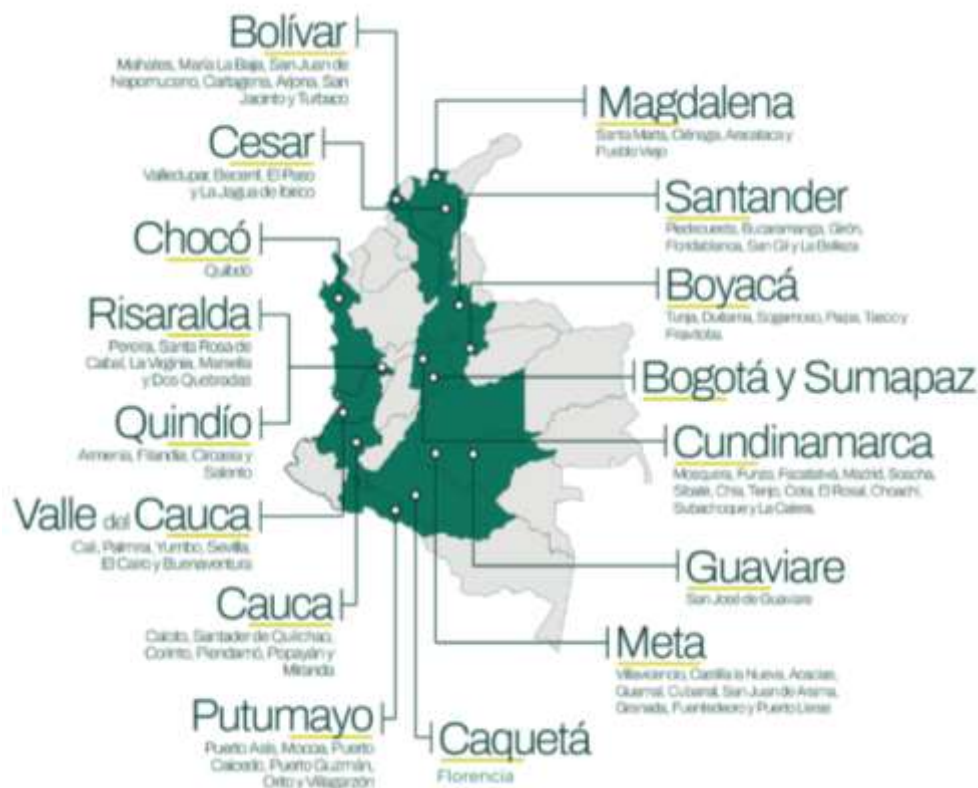 Bolívar
Mahates, María La Baja, San Juan de
Nepomuceno, Cartagena, Arjona, San
Jacinto y Turbaco
Magdalena
Santa Marta, Ciénaga, Aracataca y
Pueblo Viejo
Cesar
Valledupar, Becerril, El Paso
y La Jagua de Ibirico
Santander
Piedecuesta, Bucaramanga, Girón,
Floridablanca, San Gil y La Belleza
Chocó
Quibdó
Boyacá
Tunja, Duitama, Sogamoso, Paipa, Tasco y
Firavitoba
Risaralda
Pereira, Santa Rosa de
Cabal, La Virginia, Marsella
y Dos Quebradas
Bogotá y Sumapaz
Quindío
Armenia, Filandia, Circasia y
Salento
Cundinamarca
Mosquera, Funza, Facatativá, Madrid, Soacha,
Sibaté, Chía, Tenjo, Cota, El Rosal, Choachí,
Subachoque y La Calera.
Valle del Cauca
Cali, Palmira, Yumbo, Sevilla,
El Cairo y Buenaventura
Guaviare
San José de Guaviare
Cauca
Caloto, Santader de Quilichao,
Corinto, Piendamó, Popayán y
Miranda
Meta
Villavicencio, Castilla la Nueva, Acacias,
Guamal, Cubarral, San Juan de Arama,
Granada, Fuentedeoro y Puerto Lleras
Putumayo
Puerto Asís, Mocoa, Puerto
Caicedo, Puerto Guzmán,
Orito y Villagarzón
Caquetá
Florencia